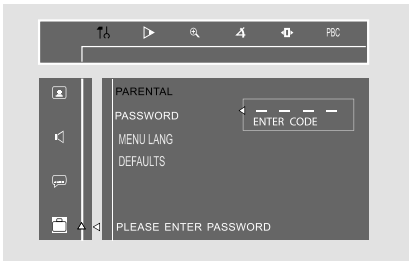 PBC
PARENTAL
PASSWORD
ENTER CODE
MENU LANG
DEFAULTS
PLEASE ENTER PASSWORD